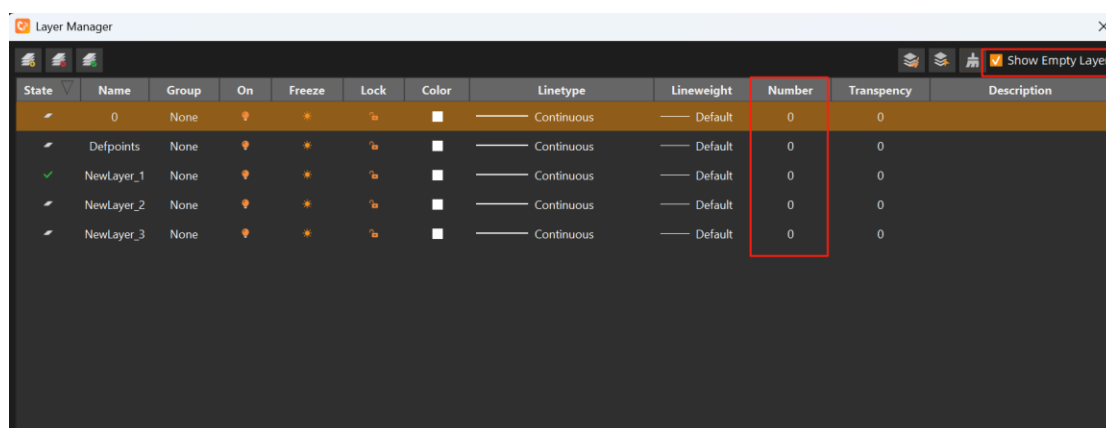 Layer Manager
Show Empty Layer
State Name Group On Freeze Lock Color Linetype Lineweight Number Transpency Description
0 None Continuous Default 0 0
Defpoints None Continuous Default 0 0
NewLayer_1 None Continuous Default 0 0
NewLayer_2 None Continuous Default 0 0
NewLayer_3 None Continuous Default 0 0